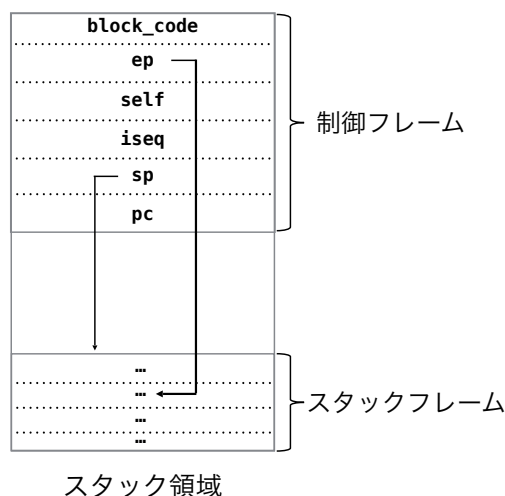 block_code
ep
self
iseq
sp
pc
制御フレーム
…
…
…
…
スタックフレーム
スタック領域